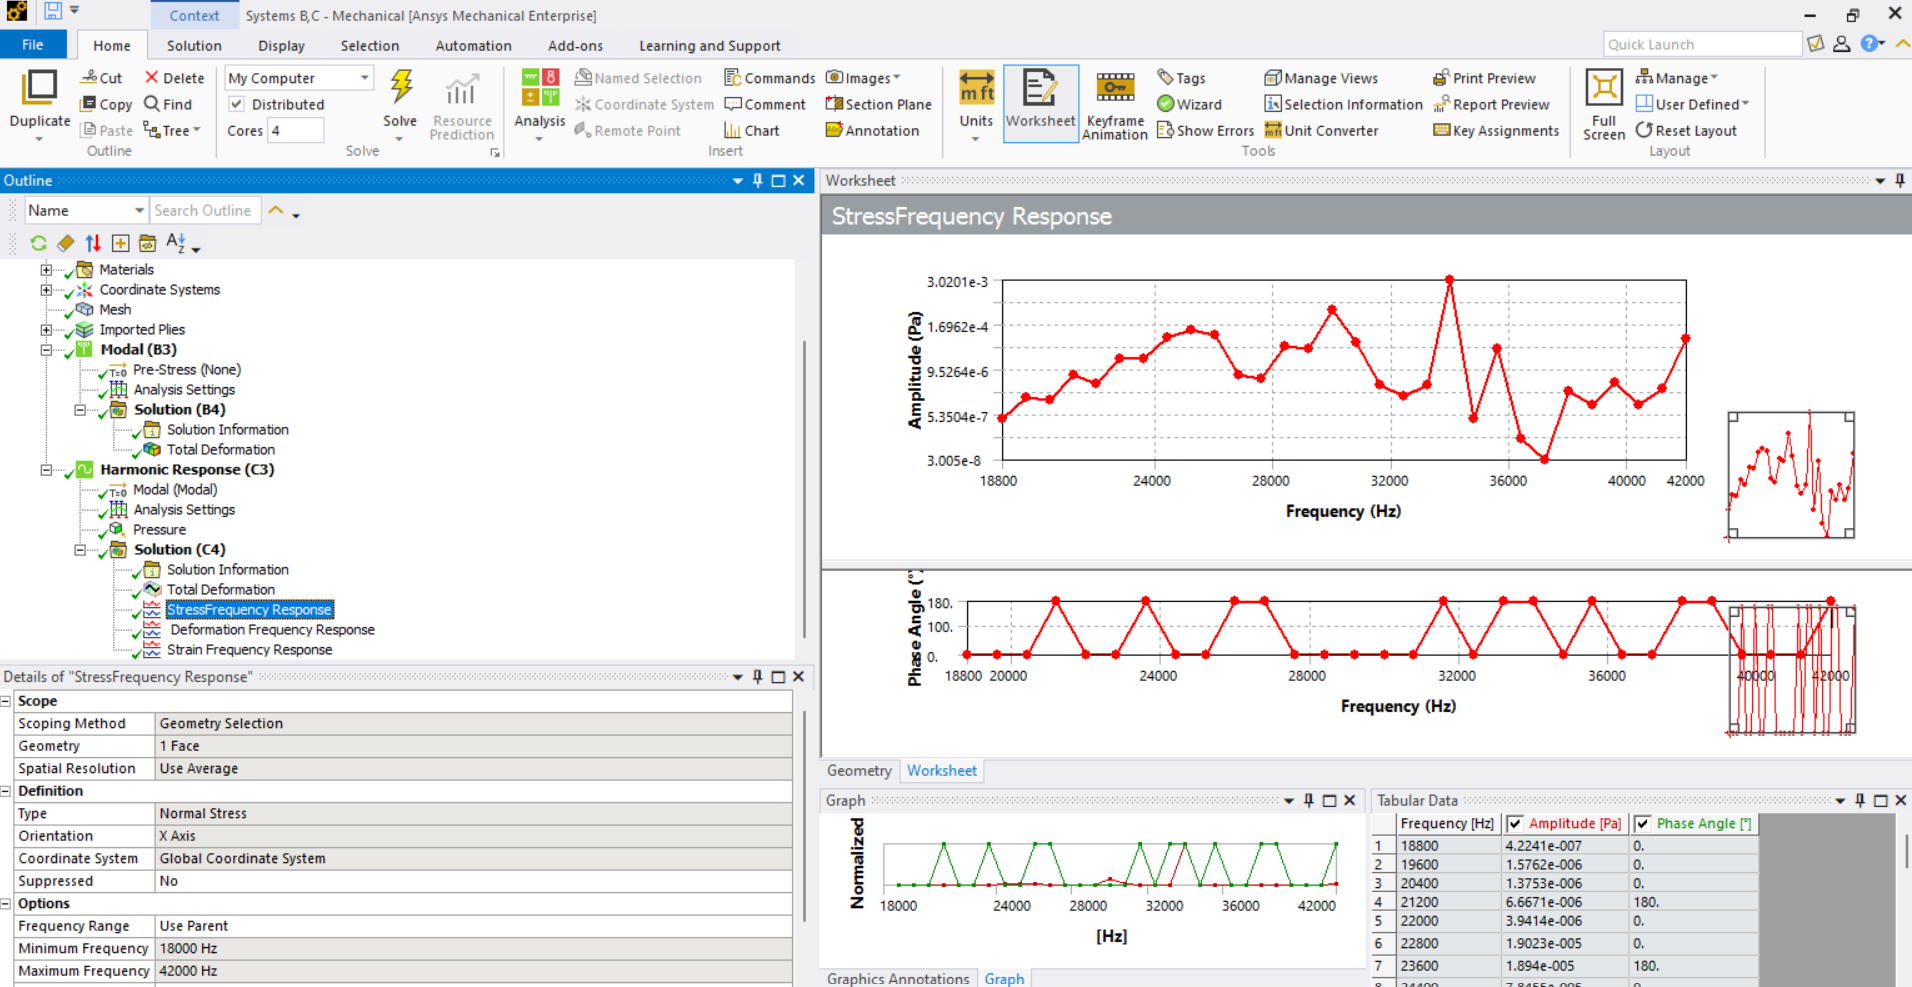 Context
Systems B,C - Mechanical [Ansys Mechanical Enterprise]
File Home Solution Display Selection Automation Add-ons Learning and Support
Quick Launch
Duplicate
Cut
Delete
Copy
Find
Paste
Tree
Outline
My Computer
Distributed
Cores 4
Solve
Resource Prediction
Solve
Analysis
Named Selection
Coordinate System
Remote Point
Commands
Comment
Chart
Images
Section Plane
Annotation
Insert
Units
Worksheet
Keyframe Animation
Tags
Wizard
Show Errors
Manage Views
Selection Information
Unit Converter
Print Preview
Report Preview
Key Assignments
Tools
Full Screen
Manage
User Defined
Reset Layout
Layout
Outline
Name
Search Outline
Materials
Coordinate Systems
Mesh
Imported Plies
Modal (B3)
Pre-Stress (None)
Analysis Settings
Solution (B4)
Solution Information
Total Deformation
Harmonic Response (C3)
Modal (Modal)
Analysis Settings
Pressure
Solution (C4)
Solution Information
Total Deformation
StressFrequency Response
Deformation Frequency Response
Strain Frequency Response
Details of "StressFrequency Response"
Scope
Scoping Method Geometry Selection
Geometry 1 Face
Spatial Resolution Use Average
Definition
Type Normal Stress
Orientation X Axis
Coordinate System Global Coordinate System
Suppressed No
Options
Frequency Range Use Parent
Minimum Frequency 18000 Hz
Maximum Frequency 42000 Hz
Worksheet
StressFrequency Response
Amplitude (Pa)
3.0201e-3
1.6962e-4
9.5264e-6
5.3504e-7
3.005e-8
18800 24000 28000 32000 36000 40000 42000
Frequency (Hz)
Phase Angle (°)
180.
100.
0.
18800 20000 24000 28000 32000 36000 40000 42000
Frequency (Hz)
Geometry Worksheet
Graph
Normalized
18000 24000 28000 32000 36000 42000
[Hz]
Graphics Annotations Graph
Tabular Data
Frequency [Hz] Amplitude [Pa] Phase Angle [°]
1 18800 4.2241e-007 0.
2 19600 1.5762e-006 0.
3 20400 1.3753e-006 0.
4 21200 6.6671e-006 180.
5 22000 3.9414e-006 0.
6 22800 1.9023e-005 0.
7 23600 1.894e-005 180.